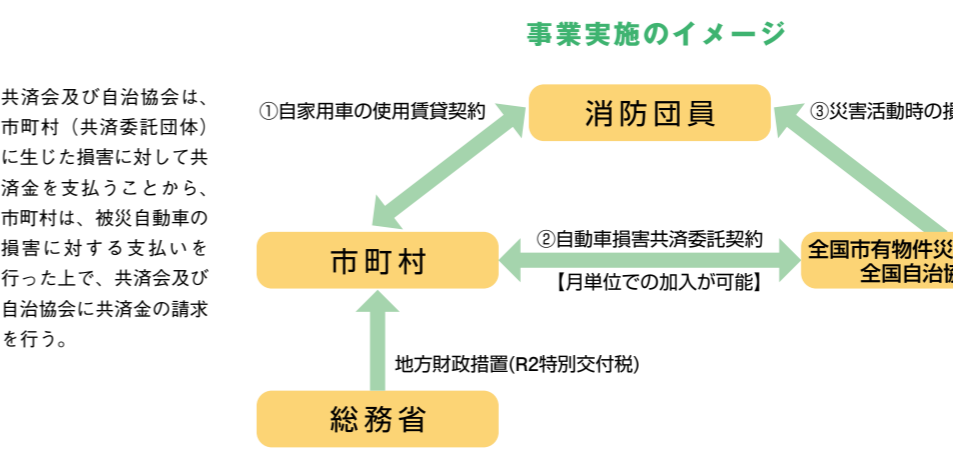 事業実施のイメージ
共済会及び自治協会は、
市町村（共済委託団体）
に生じた損害に対して共
済金を支払うことから、
市町村は、被災自動車の
損害に対する支払いを
行った上で、共済会及び
自治協会に共済金の請求
を行う。
①自家用車の使用賃貸契約
消防団員
③災害活動時の損
市町村
②自動車損害共済委託契約
【月単位での加入が可能】
全国市有物件災
全国自治協
地方財政措置(R2特別交付税)
総務省